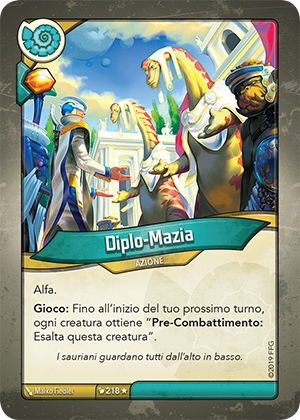 Diplo-Mazia
AZIONE
Alfa.
Gioco: Fino all’inizio del tuo prossimo turno,
ogni creatura ottiene “Pre-Combattimento:
Esalta questa creatura”.
I sauriani guardano tutti dall’alto in basso.
©2019 FFG
Marko Fiedler
218★